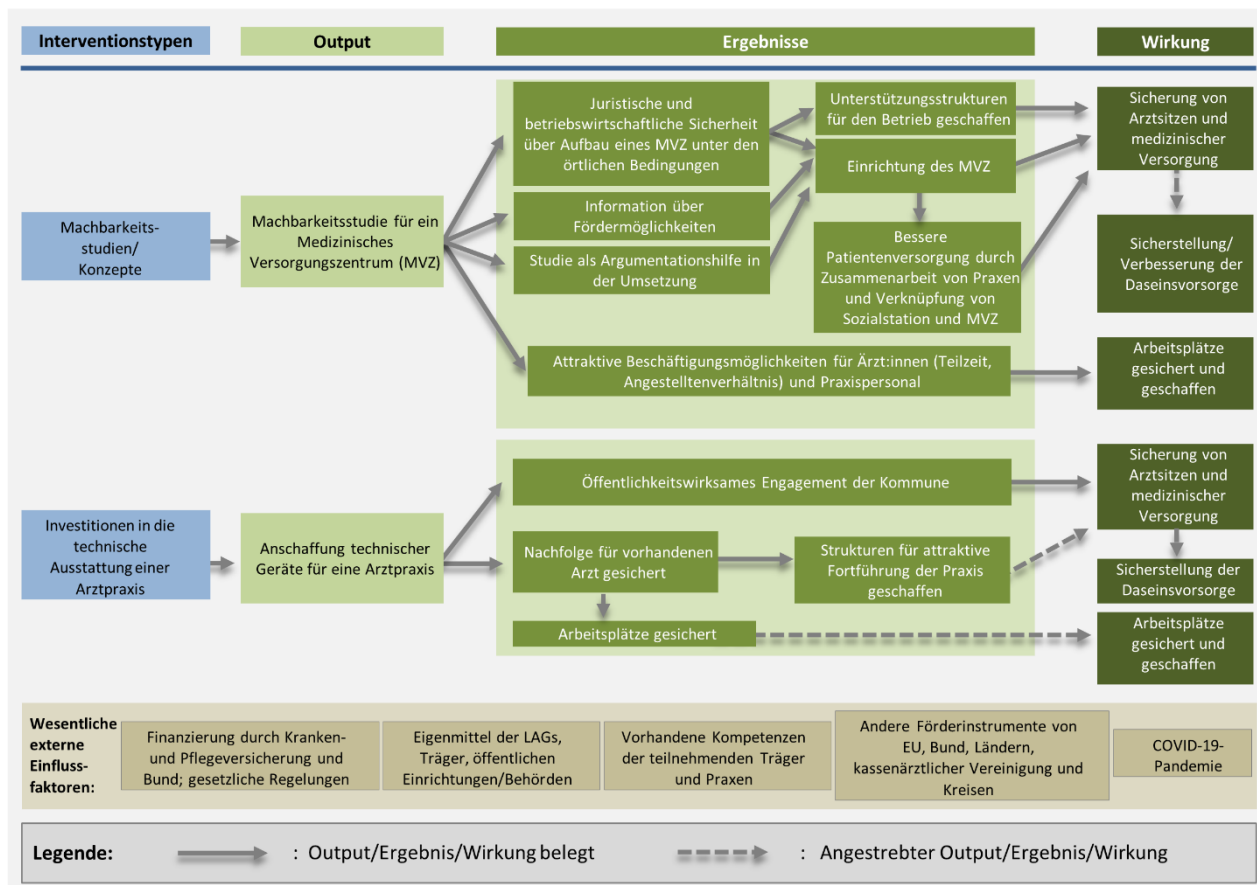 Interventionstypen
Output
Ergebnisse
Wirkung
Machbarkeits-
studien/
Konzepte
Machbarkeitsstudie für ein
Medizinisches
Versorgungszentrum (MVZ)
Juristische und
betriebswirtschaftliche Sicherheit
über Aufbau eines MVZ unter den
örtlichen Bedingungen
Information über
Fördermöglichkeiten
Studie als Argumentationshilfe in
der Umsetzung
Unterstützungsstrukturen
für den Betrieb geschaffen
Einrichtung des MVZ
Bessere
Patientenversorgung durch
Zusammenarbeit von Praxen
und Verknüpfung von
Sozialstation und MVZ
Attraktive Beschäftigungsmöglichkeiten für Ärzt:innen (Teilzeit,
Angestelltenverhältnis) und Praxispersonal
Sicherung von
Arztsitzen und
medizinischer
Versorgung
Sicherstellung/
Verbesserung der
Daseinsvorsorge
Arbeitsplätze
gesichert und
geschaffen
Investitionen in die
technische
Ausstattung einer
Arztpraxis
Anschaffung technischer
Geräte für eine Arztpraxis
Öffentlichkeitswirksames Engagement der Kommune
Nachfolge für vorhandenen
Arzt gesichert
Strukturen für attraktive
Fortführung der Praxis
geschaffen
Arbeitsplätze gesichert
Sicherung von
Arztsitzen und
medizinischer
Versorgung
Sicherstellung der
Daseinsvorsorge
Arbeitsplätze
gesichert und
geschaffen
Wesentliche
externe
Einfluss-
faktoren:
Finanzierung durch Kranken-
und Pflegeversicherung und
Bund; gesetzliche Regelungen
Eigenmittel der LAGs,
Träger, öffentlichen
Einrichtungen/Behörden
Vorhandene Kompetenzen
der teilnehmenden Träger
und Praxen
Andere Förderinstrumente von
EU, Bund, Ländern,
kassenärztlicher Vereinigung und
Kreisen
COVID-19-
Pandemie
Legende:
: Output/Ergebnis/Wirkung belegt
: Angestrebter Output/Ergebnis/Wirkung